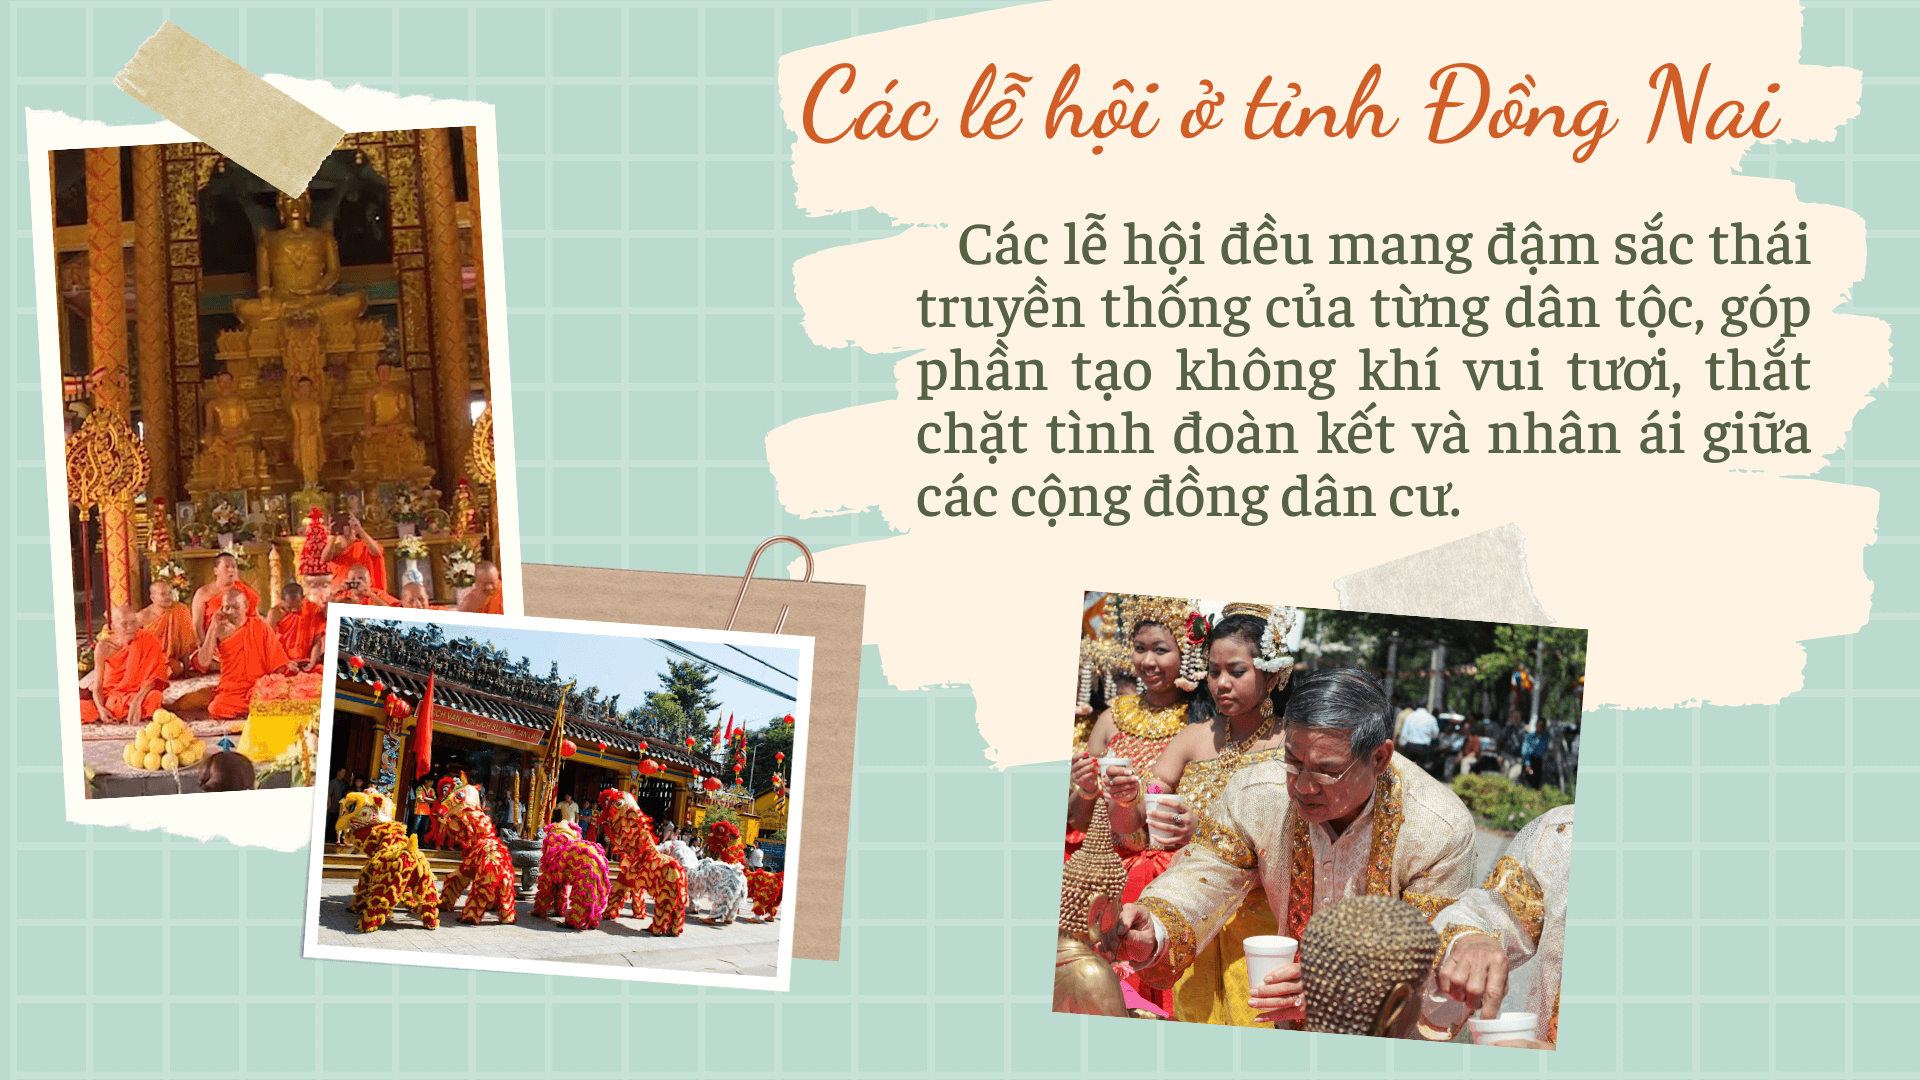 Các lễ hội ở tỉnh Đồng Nai
Các lễ hội đều mang đậm sắc thái
truyền thống của từng dân tộc, góp
phần tạo không khí vui tươi, thắt
chặt tình đoàn kết và nhân ái giữa
các cộng đồng dân cư.